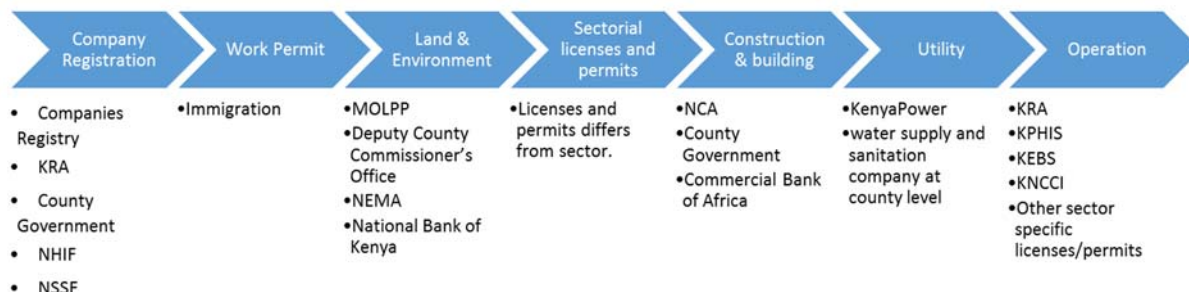 Company
Registration
Work Permit
Land &
Environment
Sectorial
licenses and
permits
Construction
& building
Utility
Operation
• Companies
Registry
• KRA
• County
Government
• NHIF
• NSSF
•Immigration
•MOLPP
•Deputy County
Commissioner's
Office
•NEMA
•National Bank of
Kenya
•Licenses and
permits differs
from sector.
•NCA
•County
Government
•Commercial Bank
of Africa
•KenyaPower
•water supply and
sanitation
company at
county level
•KRA
•KPHIS
•KEBS
•KNCCI
•Other sector
specific
licenses/permits